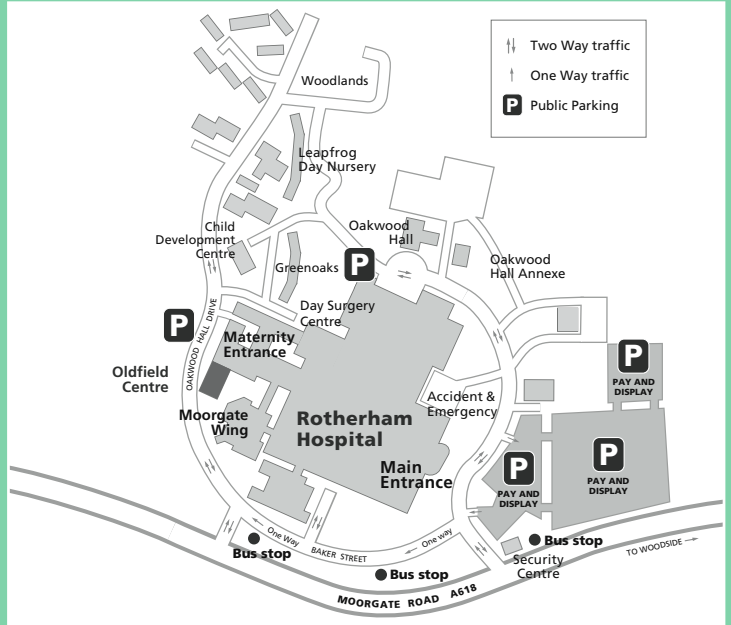 Two Way traffic
One Way traffic
P Public Parking
Woodlands
Leapfrog
Day Nursery
Child
Development
Centre
Oakwood
Hall
P
Greenoaks
Oakwood
Hall Annexe
Day Surgery
Centre
P
OAKWOOD HALL DRIVE
Maternity
Entrance
Oldfield
Centre
Moorgate
Wing
Rotherham
Hospital
Accident &
Emergency
Main
Entrance
P
PAY AND
DISPLAY
P
PAY AND
DISPLAY
P
PAY AND
DISPLAY
One Way
BAKER STREET
One way
Bus stop
Bus stop
Bus stop
Security
Centre
TO WOODSIDE
MOORGATE ROAD A618